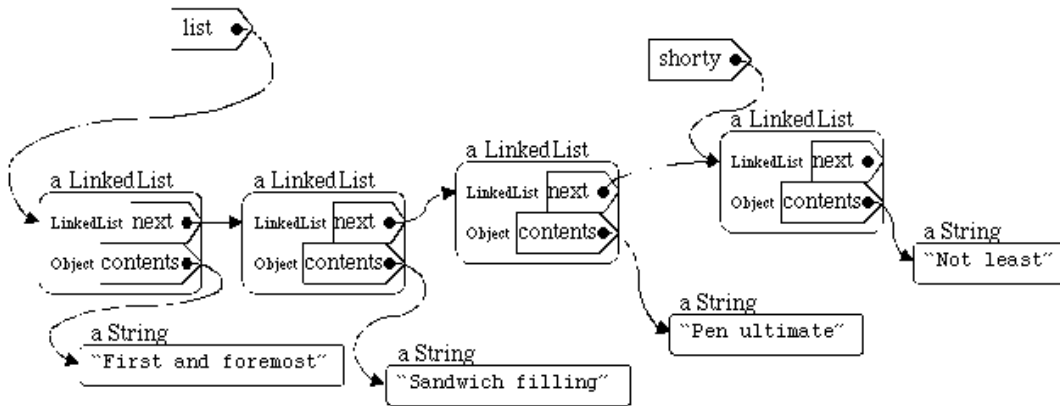 list
shorty
a LinkedList
LinkedList next
Object contents
a String
"First and foremost"
a LinkedList
LinkedList next
Object contents
a String
"Sandwich filling"
a LinkedList
LinkedList next
Object contents
a String
"Pen ultimate"
a LinkedList
LinkedList next
Object contents
a String
"Not least"